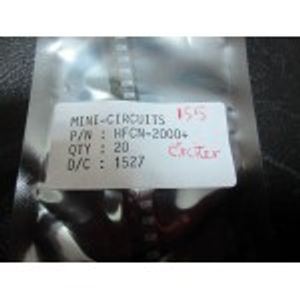 MINI-CIRCUITS 155
P/N : HFCN-2000+
QTY : 20
D/C : 1527